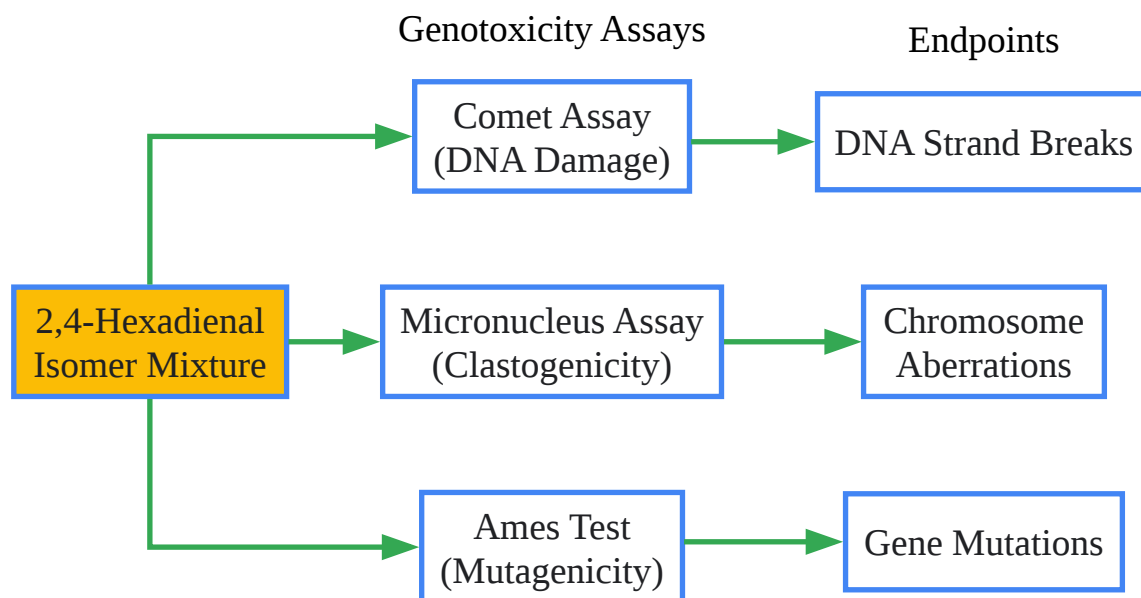 Genotoxicity Assays
Endpoints
Comet Assay
(DNA Damage)
DNA Strand Breaks
2,4-Hexadienal
Isomer Mixture
Micronucleus Assay
(Clastogenicity)
Chromosome
Aberrations
Ames Test
(Mutagenicity)
Gene Mutations